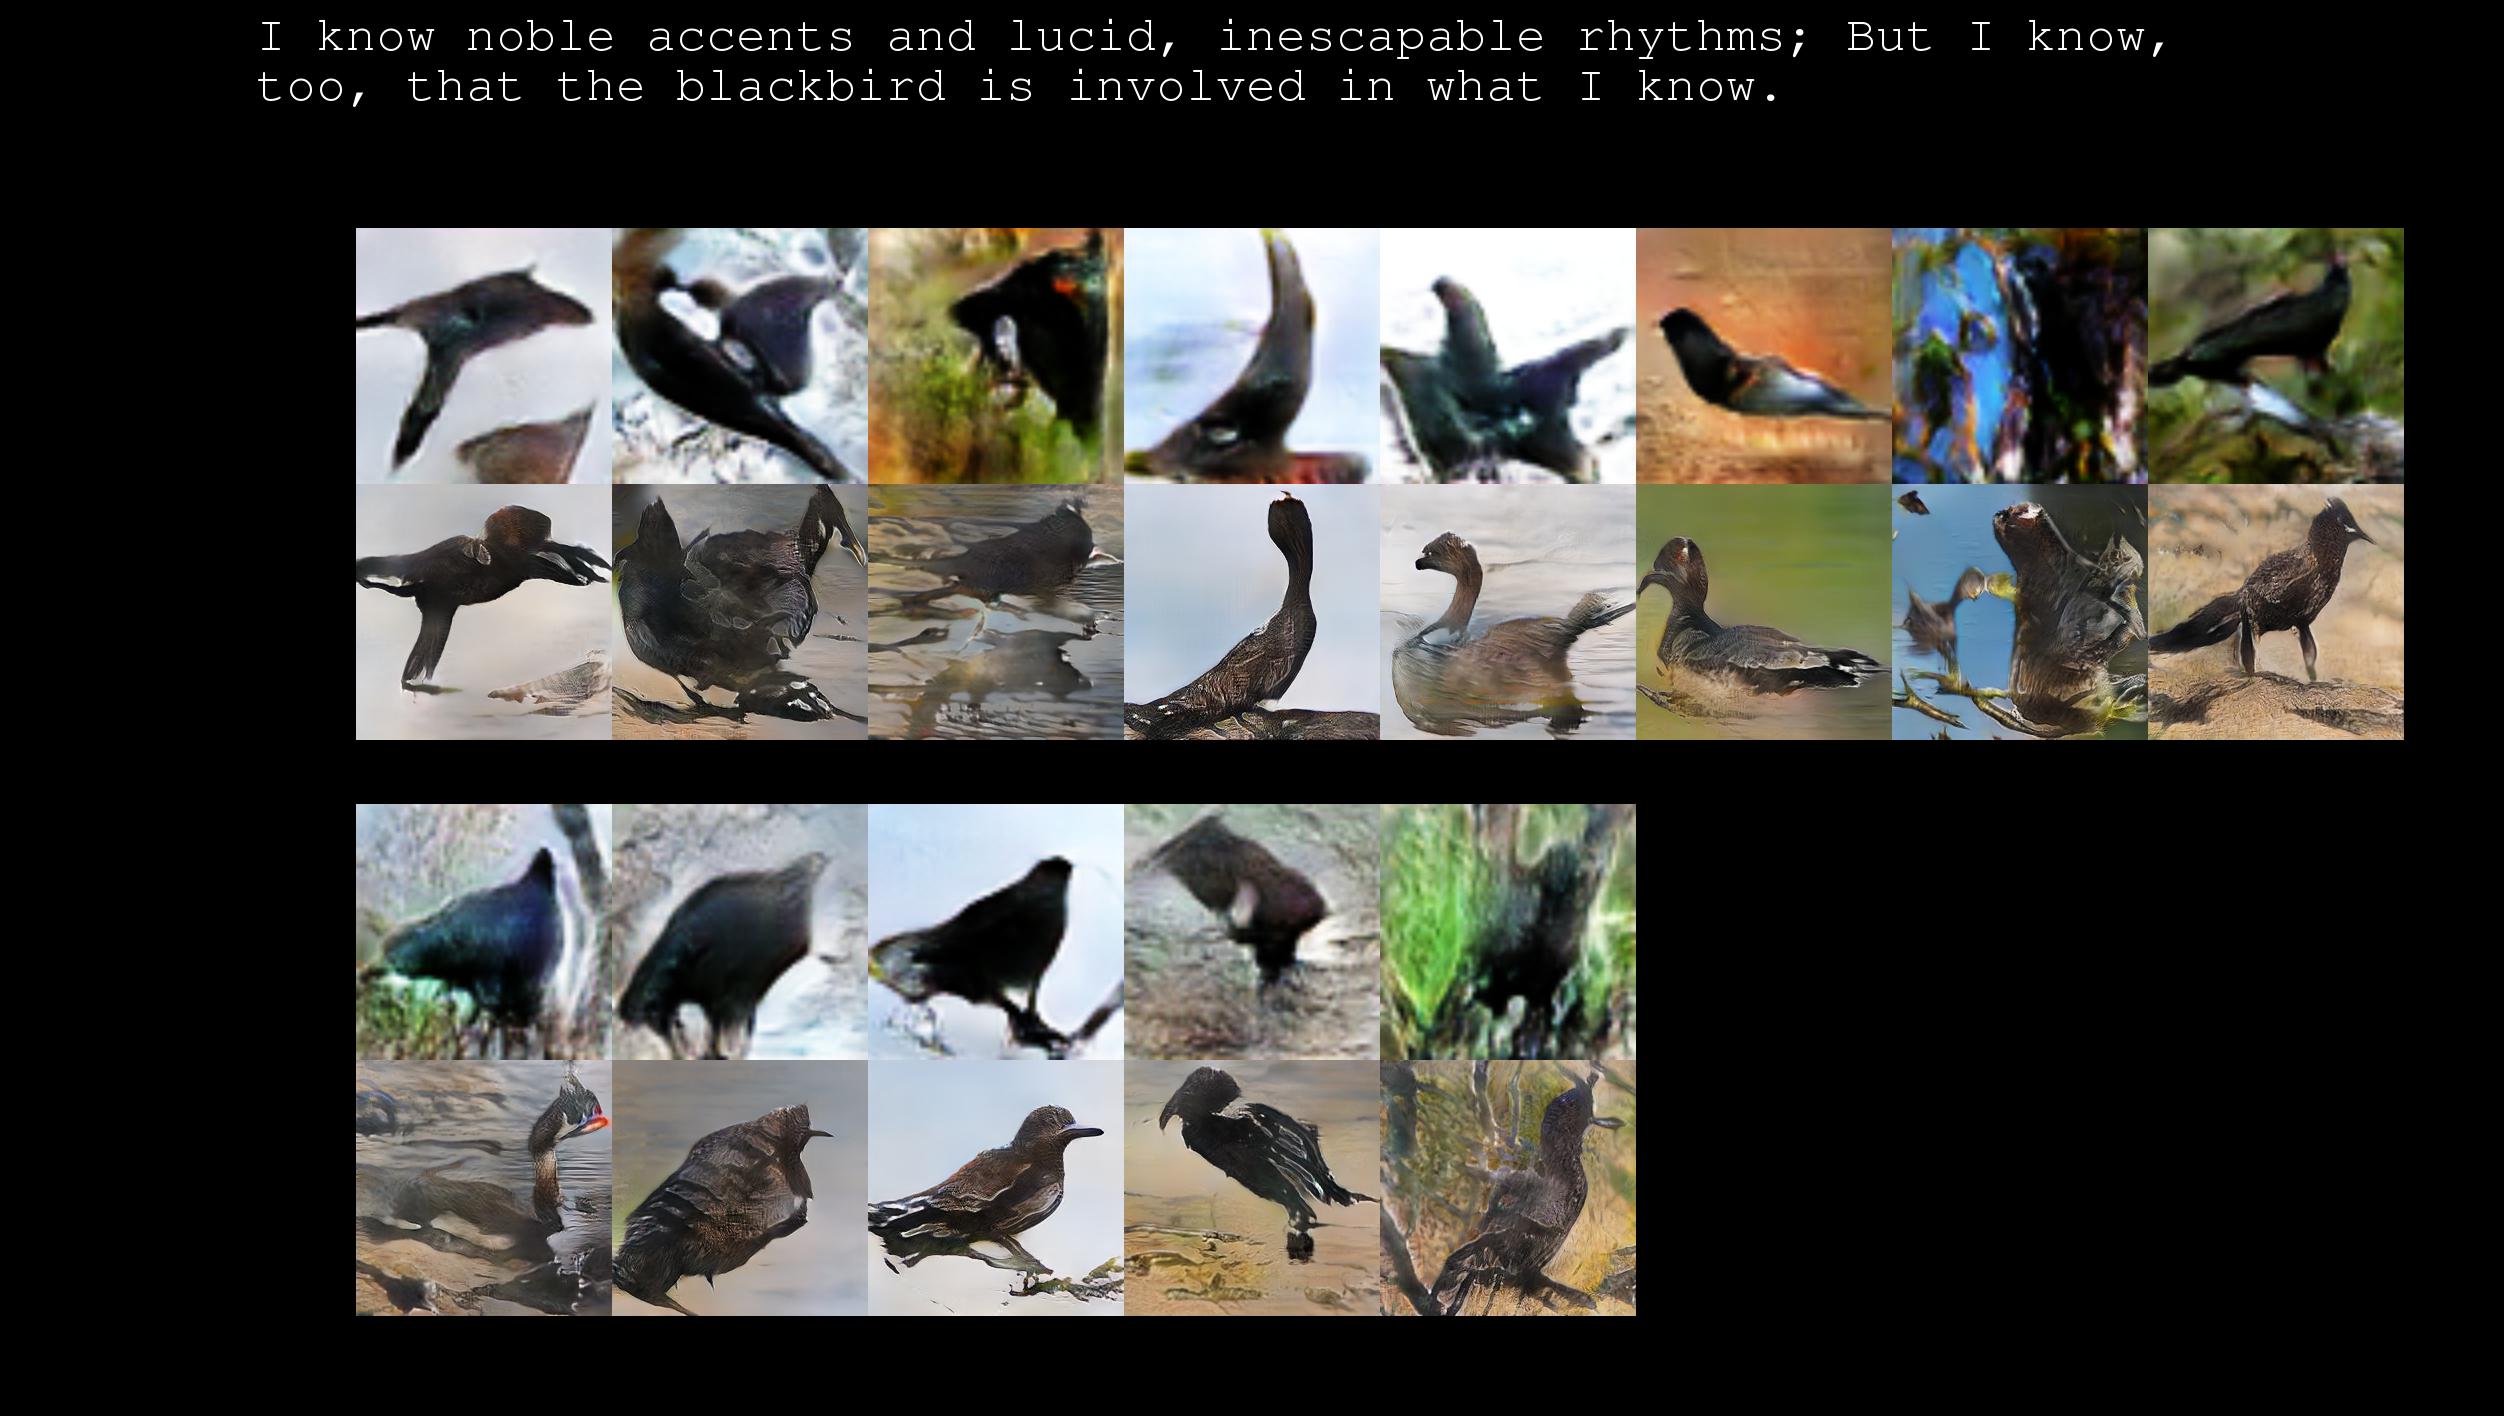 I know noble accents and lucid, inescapable rhythms; But I know,
too, that the blackbird is involved in what I know.